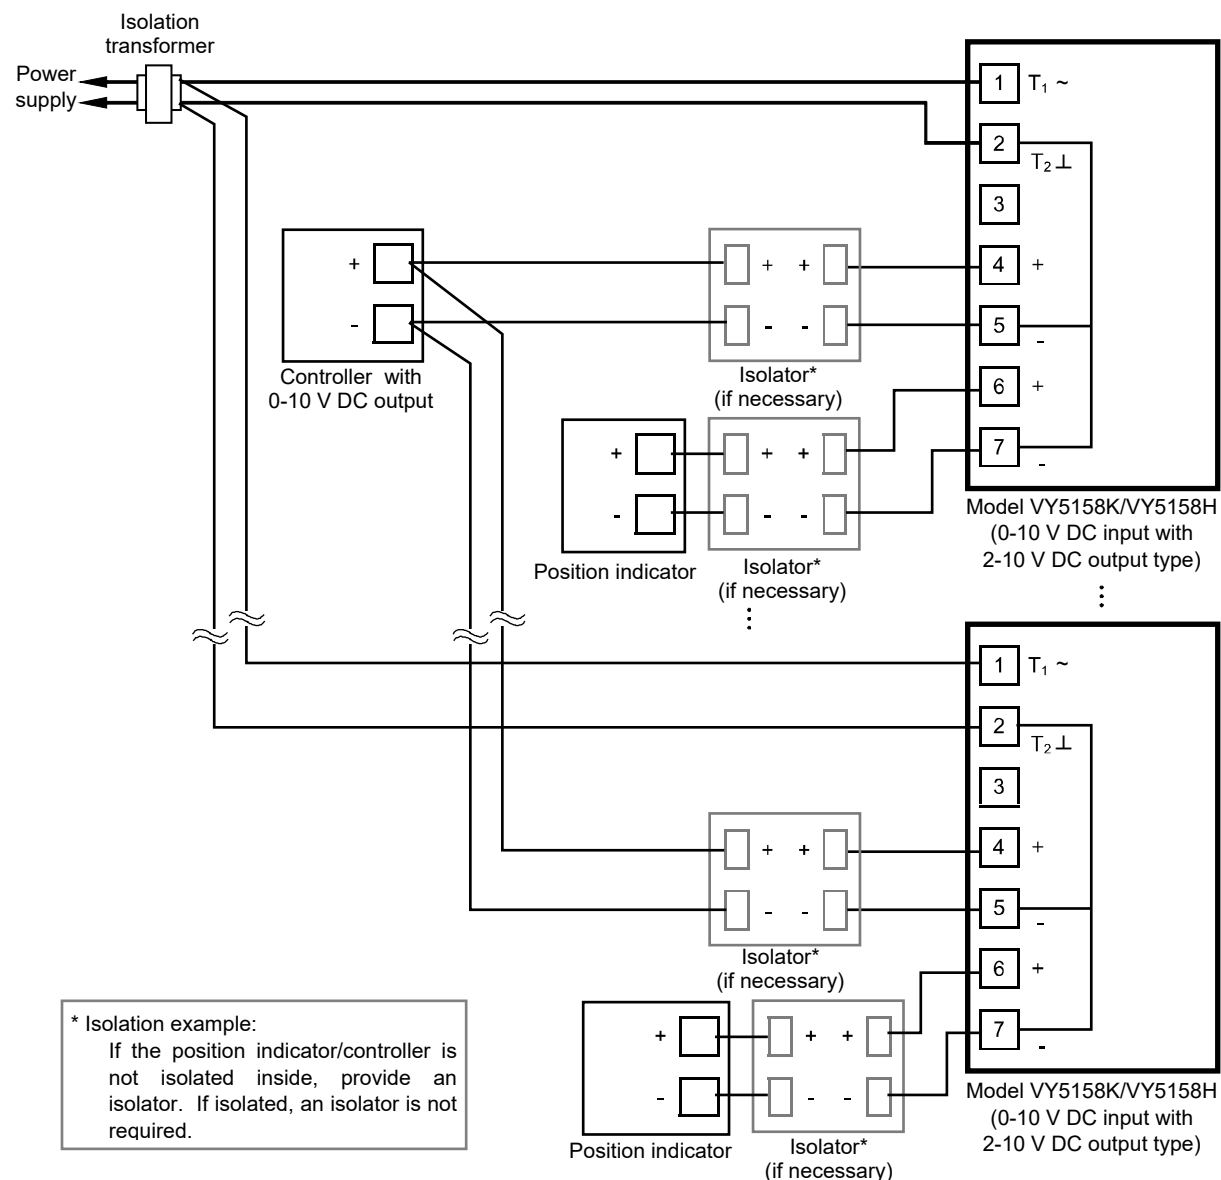 Isolation
transformer
Power
supply
1 T₁ ~
2
T₂ ⊥
3
+ + + 4 +
- - - 5 -
Controller with
0-10 V DC output
Isolator*
(if necessary)
6 +
+ + + 7 -
- - -
Position indicator
Isolator*
(if necessary)
⋮
Model VY5158K/VY5158H
(0-10 V DC input with
2-10 V DC output type)
⋮
1 T₁ ~
2
T₂ ⊥
3
+ + 4 +
- - 5 -
Isolator*
(if necessary)
6 +
+ + + 7 -
- - -
Position indicator
Isolator*
(if necessary)
Model VY5158K/VY5158H
(0-10 V DC input with
2-10 V DC output type)
* Isolation example:
If the position indicator/controller is
not isolated inside, provide an
isolator. If isolated, an isolator is not
required.